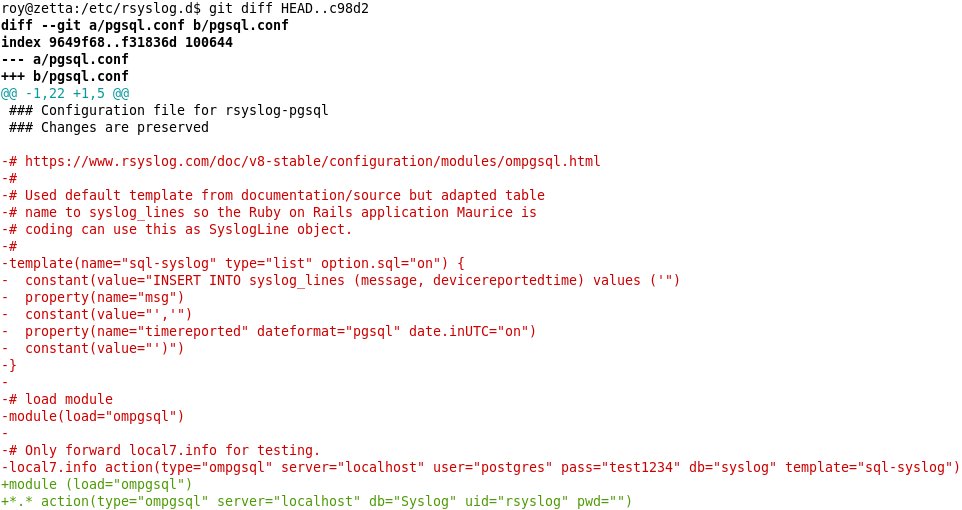 roy@zetta:/etc/rsyslog.d$ git diff HEAD..c98d2
diff --git a/pgsql.conf b/pgsql.conf
index 9649f68..f31836d 100644
--- a/pgsql.conf
+++ b/pgsql.conf
@@ -1,22 +1,5 @@
 ### Configuration file for rsyslog-pgsql
 ### Changes are preserved

-# https://www.rsyslog.com/doc/v8-stable/configuration/modules/ompgsql.html
-#
-# Used default template from documentation/source but adapted table
-# name to syslog_lines so the Ruby on Rails application Maurice is
-# coding can use this as SyslogLine object.
-#
-template(name="sql-syslog" type="list" option.sql="on") {
-  constant(value="INSERT INTO syslog_lines (message, devicereportedtime) values ('")
-  property(name="msg")
-  constant(value="','")
-  property(name="timereported" dateformat="pgsql" date.inUTC="on")
-  constant(value="')")
-}
-
-# load module
-module(load="ompgsql")
-
-# Only forward local7.info for testing.
-local7.info action(type="ompgsql" server="localhost" user="postgres" pass="test1234" db="syslog" template="sql-syslog")
+module (load="ompgsql")
+*.* action(type="ompgsql" server="localhost" db="Syslog" uid="rsyslog" pwd="")